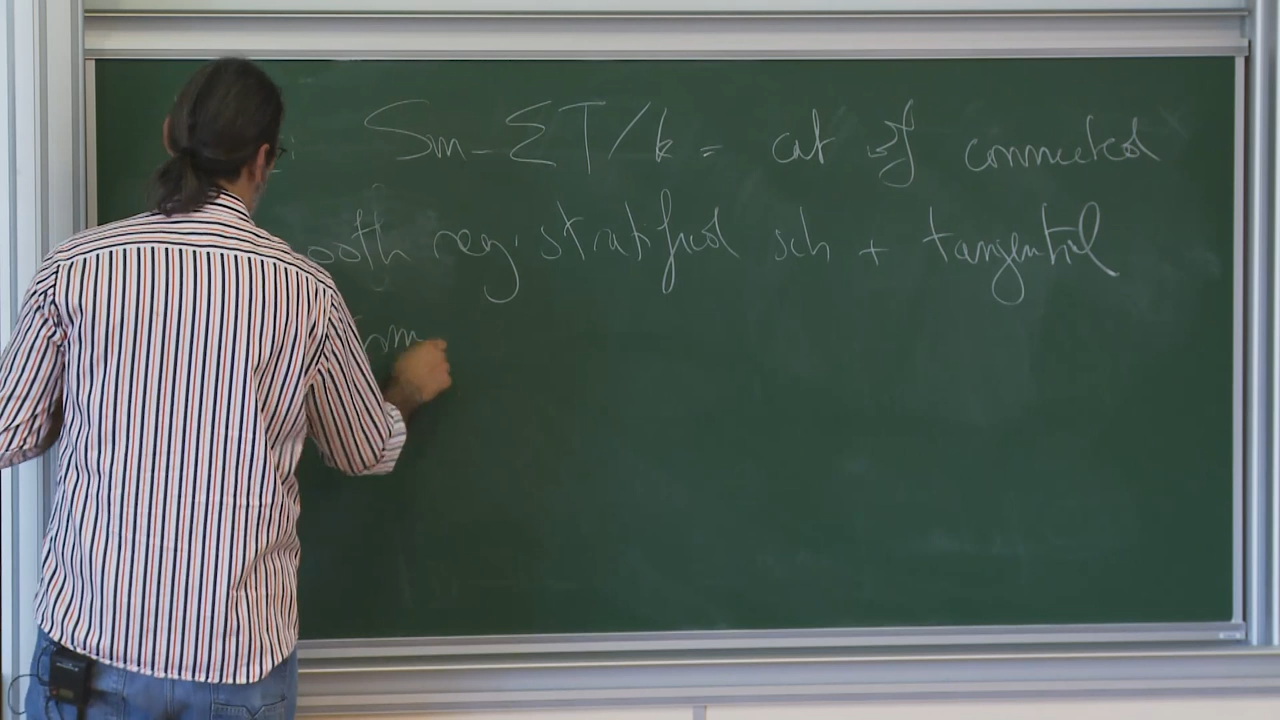 : Sm-ΣT/k = cat of connected
ooth reg. stratified sch + tangential